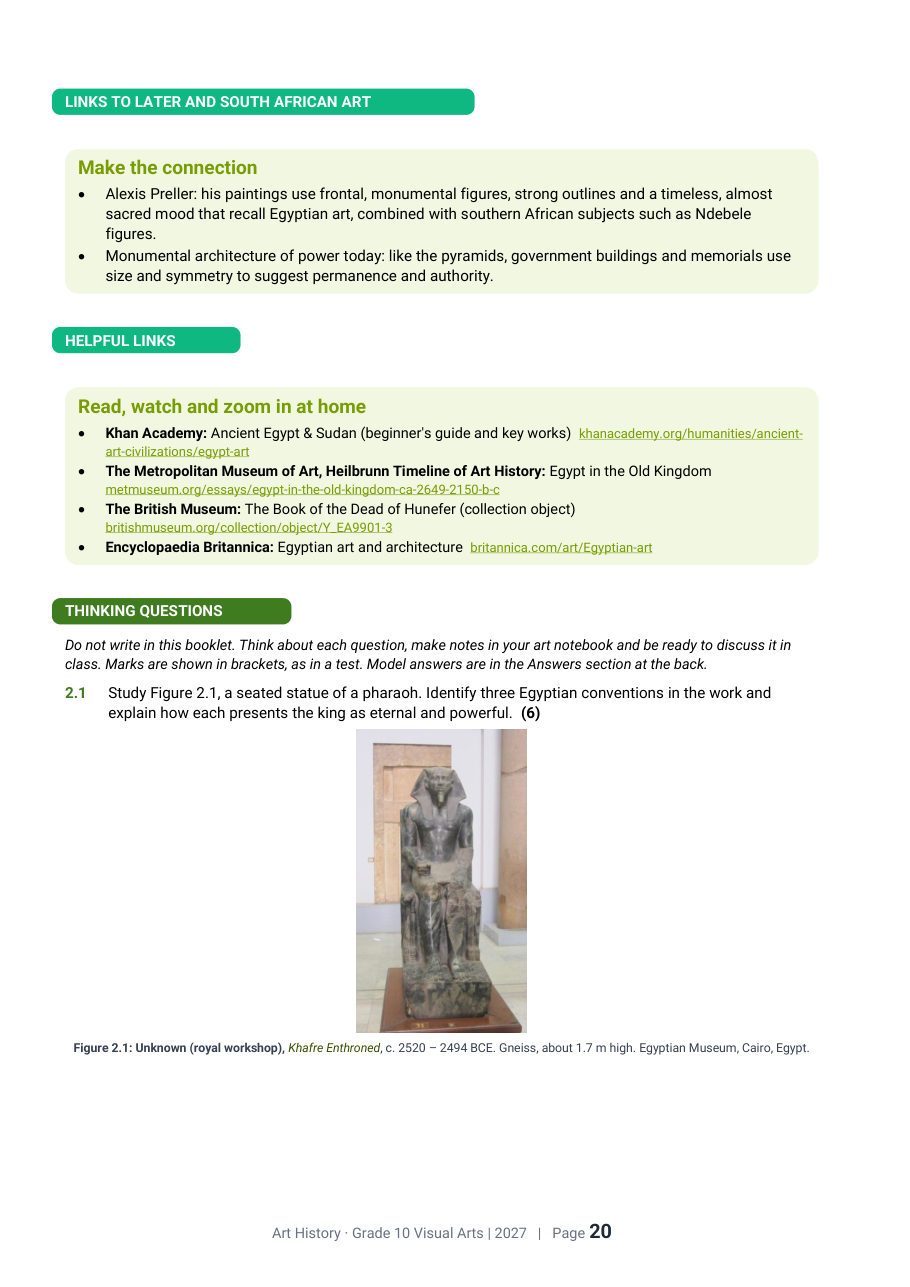 LINKS TO LATER AND SOUTH AFRICAN ART
Make the connection
• Alexis Preller: his paintings use frontal, monumental figures, strong outlines and a timeless, almost
sacred mood that recall Egyptian art, combined with southern African subjects such as Ndebele
figures.
• Monumental architecture of power today: like the pyramids, government buildings and memorials use
size and symmetry to suggest permanence and authority.
HELPFUL LINKS
Read, watch and zoom in at home
• Khan Academy: Ancient Egypt & Sudan (beginner's guide and key works) khanacademy.org/humanities/ancient-
art-civilizations/egypt-art
• The Metropolitan Museum of Art, Heilbrunn Timeline of Art History: Egypt in the Old Kingdom
metmuseum.org/essays/egypt-in-the-old-kingdom-ca-2649-2150-b-c
• The British Museum: The Book of the Dead of Hunefer (collection object)
britishmuseum.org/collection/object/Y_EA9901-3
• Encyclopaedia Britannica: Egyptian art and architecture britannica.com/art/Egyptian-art
THINKING QUESTIONS
Do not write in this booklet. Think about each question, make notes in your art notebook and be ready to discuss it in
class. Marks are shown in brackets, as in a test. Model answers are in the Answers section at the back.
2.1 Study Figure 2.1, a seated statue of a pharaoh. Identify three Egyptian conventions in the work and
explain how each presents the king as eternal and powerful. (6)
Figure 2.1: Unknown (royal workshop), Khafre Enthroned, c. 2520 – 2494 BCE. Gneiss, about 1.7 m high. Egyptian Museum, Cairo, Egypt.
Art History · Grade 10 Visual Arts | 2027 | Page 20